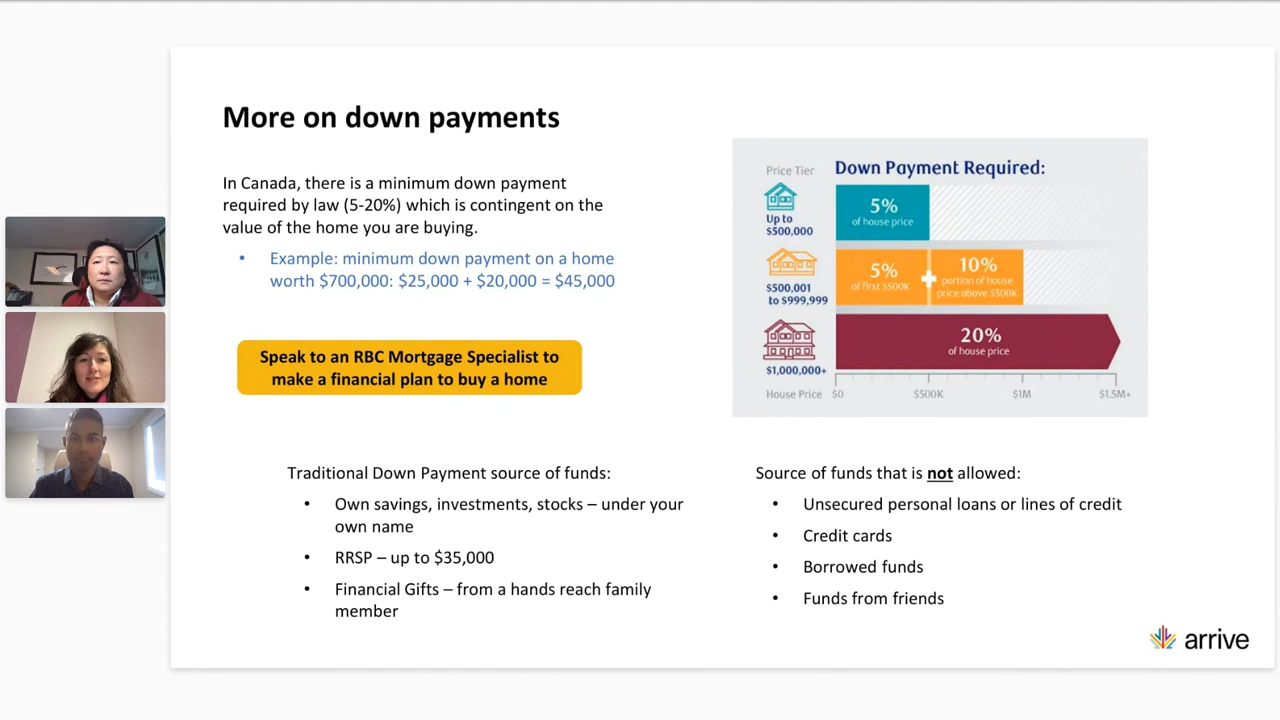 More on down payments
In Canada, there is a minimum down payment
required by law (5-20%) which is contingent on the
value of the home you are buying.
• Example: minimum down payment on a home
worth $700,000: $25,000 + $20,000 = $45,000
Speak to an RBC Mortgage Specialist to
make a financial plan to buy a home
Price Tier
Down Payment Required:
Up to
$500,000
5%
of house price
$500,001
to $999,999
5%
of first $500K
10%
portion of house
price above $500K
$1,000,000+
20%
of house price
House Price $0 $500K $1M $1.5M+
Traditional Down Payment source of funds:
• Own savings, investments, stocks – under your
own name
• RRSP – up to $35,000
• Financial Gifts – from a hands reach family
member
Source of funds that is not allowed:
• Unsecured personal loans or lines of credit
• Credit cards
• Borrowed funds
• Funds from friends
arrive